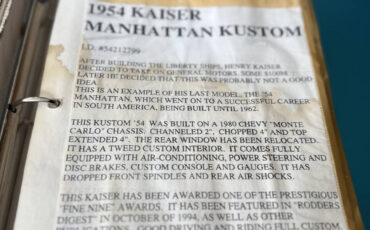 1954 KAISER
MANHATTAN KUSTOM
I.D. #54212799
AFTER BUILDING THE LIBERTY SHIPS, HENRY KAISER
DECIDED TO TAKE ON GENERAL MOTORS. SOME $100M
LATER HE DECIDED THAT THIS WAS PROBABLY NOT A GOOD
IDEA.
THIS IS AN EXAMPLE OF HIS LAST MODEL, THE '54
MANHATTAN, WHICH WENT ON TO A SUCCESSFUL CAREER
IN SOUTH AMERICA, BEING BUILT UNTIL 1962.
THIS KUSTOM '54 WAS BUILT ON A 1980 CHEVY "MONTE
CARLO" CHASSIS. CHANNELED 2", CHOPPED 4" AND TOP
EXTENDED 4". THE REAR WINDOW HAS BEEN RELOCATED.
IT HAS A TWEED CUSTOM INTERIOR. IT COMES FULLY
EQUIPPED WITH AIR-CONDITIONING, POWER STEERING AND
DISC BRAKES, CUSTOM CONSOLE AND GAUGES. IT HAS
DROPPED FRONT SPINDLES AND REAR AIR SHOCKS.
THIS KAISER HAS BEEN AWARDED ONE OF THE PRESTIGIOUS
"FINE NINE" AWARDS. IT HAS BEEN FEATURED IN "RODDERS
DIGEST" IN OCTOBER OF 1994, AS WELL AS OTHER
PUBLICATIONS. GOOD DRIVING AND RIDING FULL CUSTOM